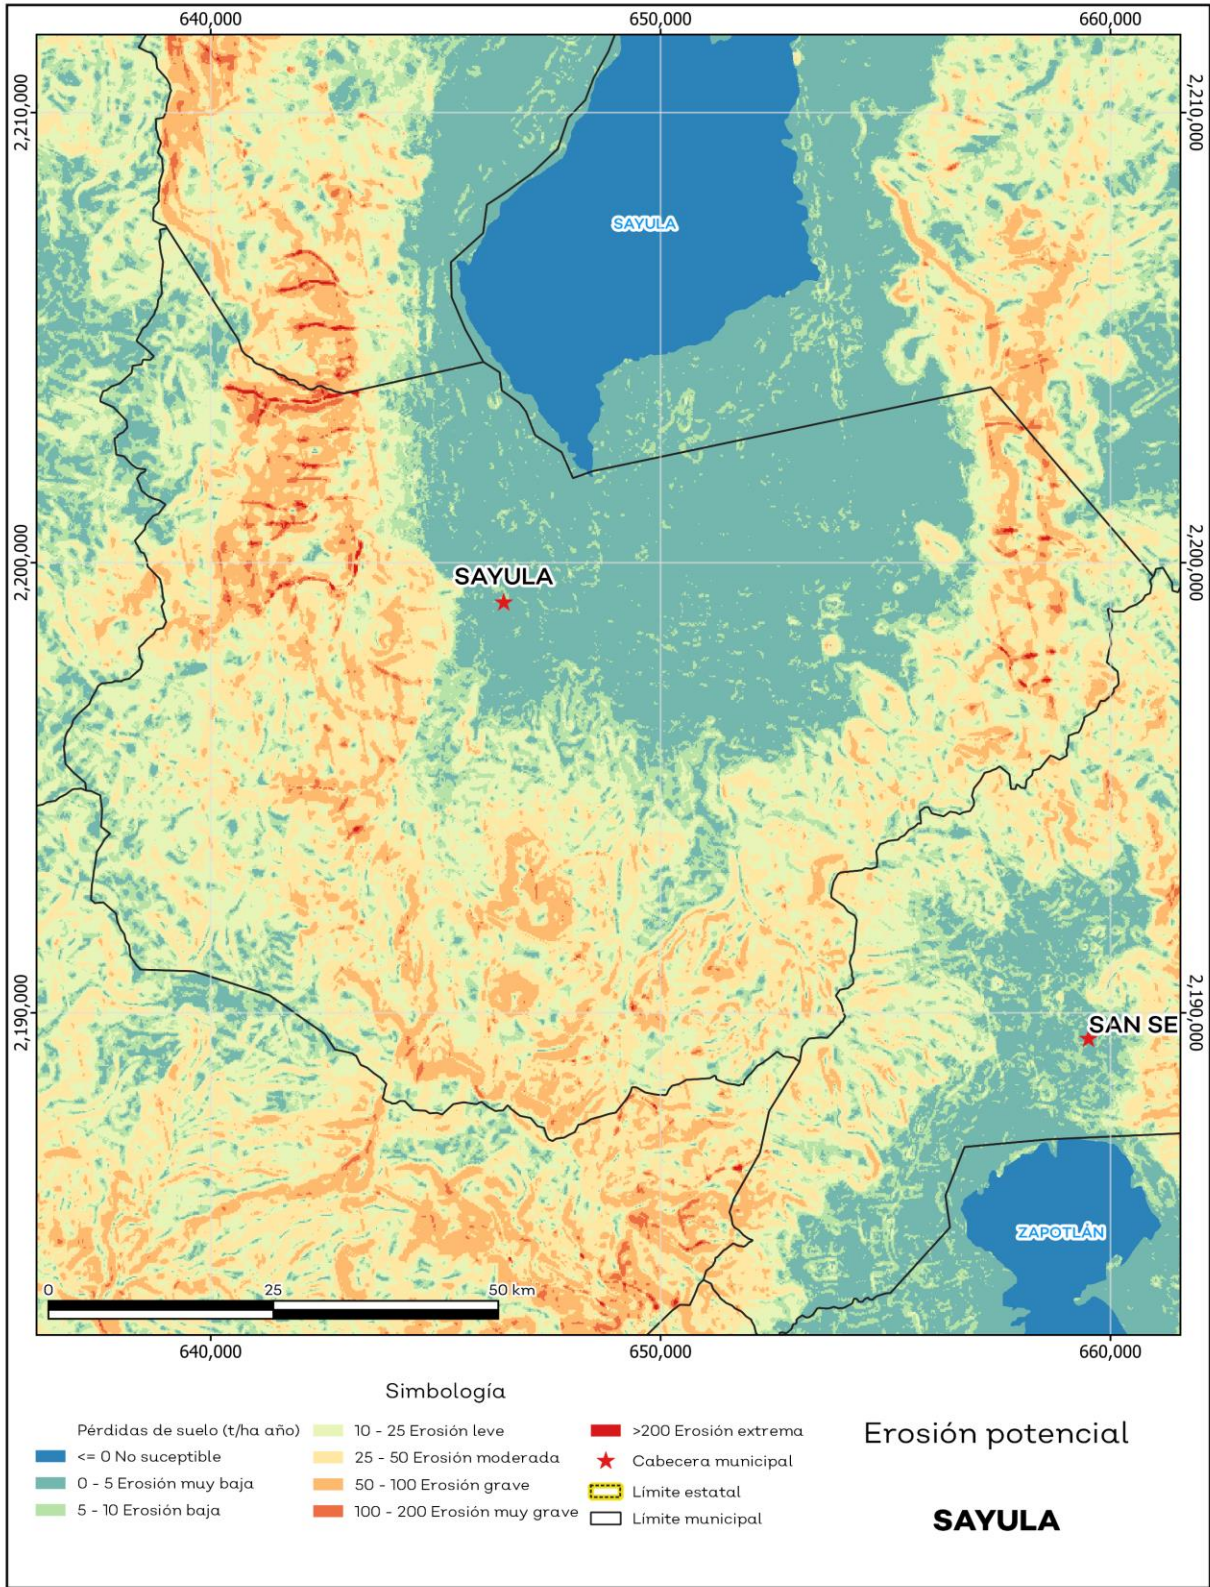 640,000 650,000 660,000
2,210,000 2,210,000
SAYULA
2,200,000 2,200,000
SAYULA
2,190,000 2,190,000
SAN SE
ZAPOTLÁN
0 25 50 km
640,000 650,000 660,000
Simbología
Pérdidas de suelo (t/ha año)
<= 0 No suceptible
0 - 5 Erosión muy baja
5 - 10 Erosión baja
10 - 25 Erosión leve
25 - 50 Erosión moderada
50 - 100 Erosión grave
100 - 200 Erosión muy grave
>200 Erosión extrema
Cabecera municipal
Límite estatal
Límite municipal
Erosión potencial
SAYULA